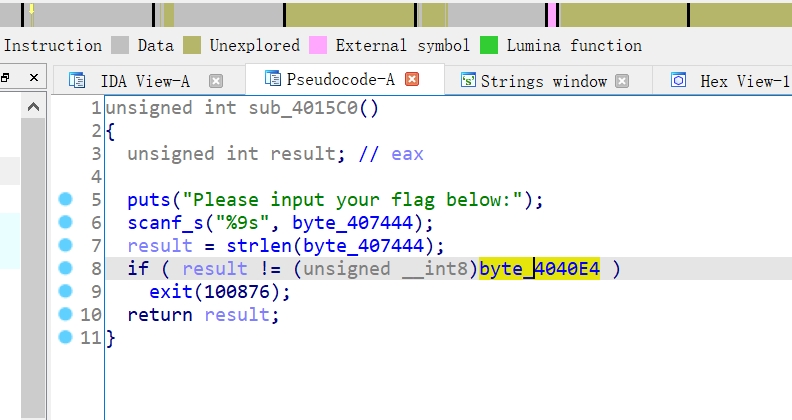 Instruction Data Unexplored External symbol Lumina function
IDA View-A Pseudocode-A Strings window Hex View-1
1 unsigned int sub_4015C0()
2 {
3 unsigned int result; // eax
4
5 puts("Please input your flag below:");
6 scanf_s("%9s", byte_407444);
7 result = strlen(byte_407444);
8 if ( result != (unsigned __int8)byte_4040E4 )
9 exit(100876);
10 return result;
11 }